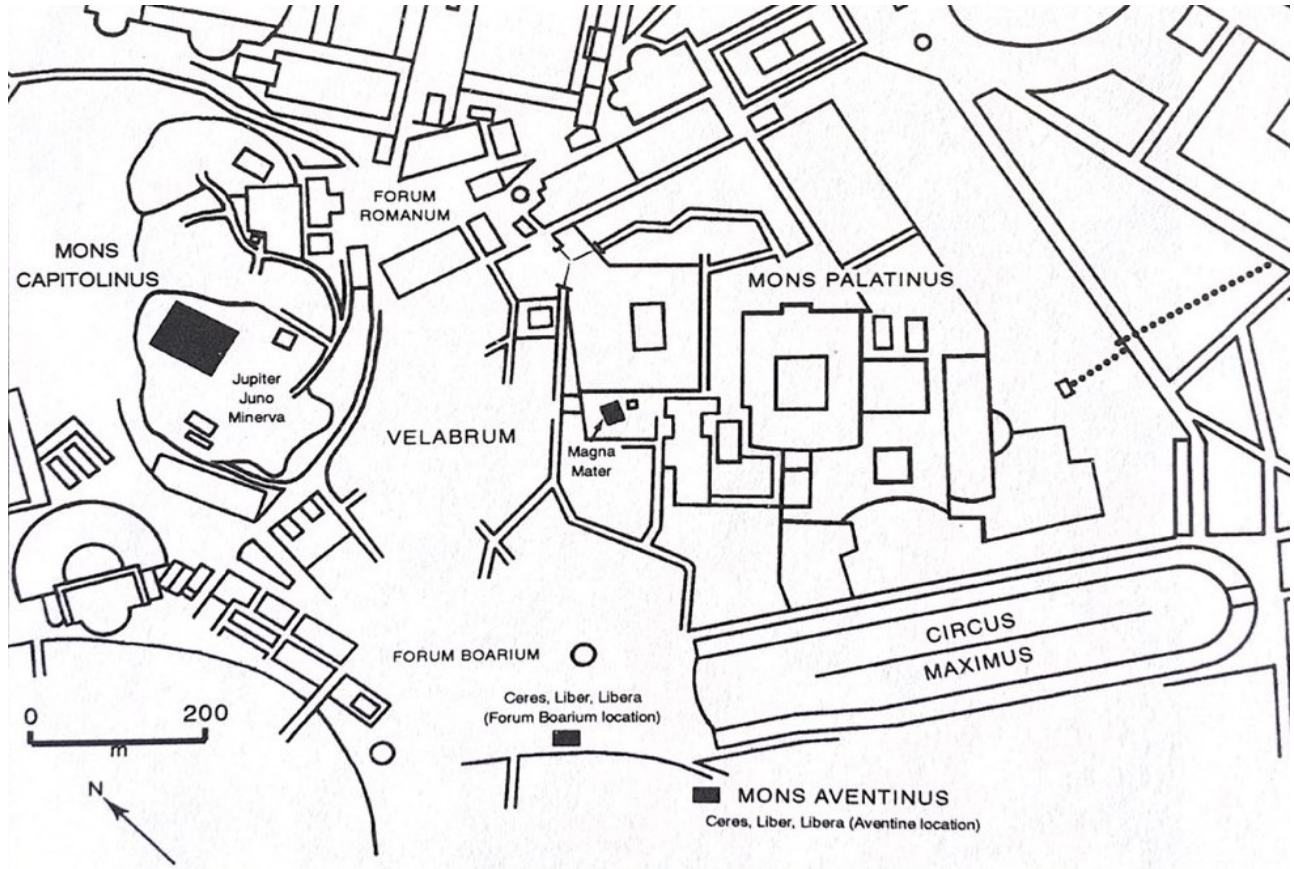 FORUM
ROMANUM
MONS
CAPITOLINUS
MONS PALATINUS
Jupiter
Juno
Minerva
VELABRUM
Magna
Mater
CIRCUS
MAXIMUS
FORUM BOARIUM
Ceres, Liber, Libera
(Forum Boarium location)
0 200
m
N
MONS AVENTINUS
Ceres, Liber, Libera (Aventine location)